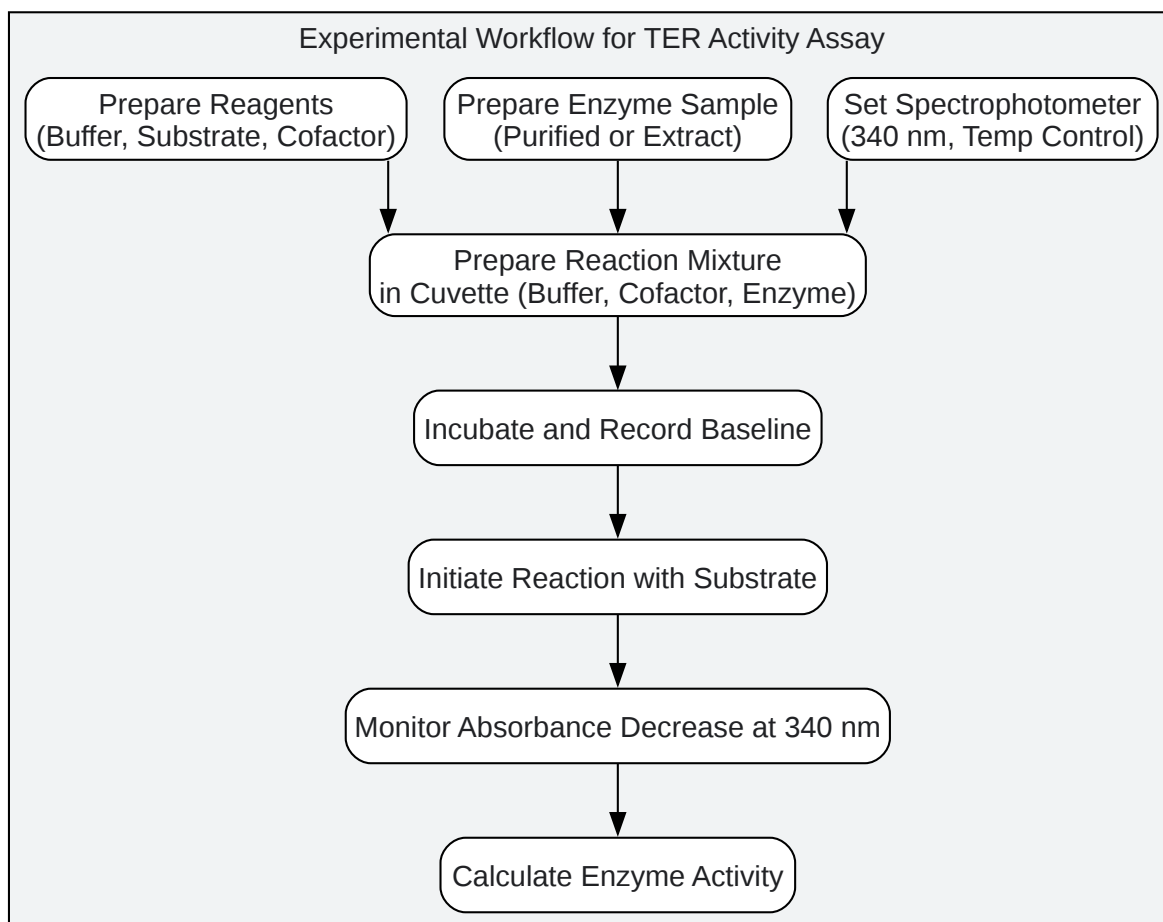 Experimental Workflow for TER Activity Assay
Prepare Reagents
(Buffer, Substrate, Cofactor)
Prepare Enzyme Sample
(Purified or Extract)
Set Spectrophotometer
(340 nm, Temp Control)
Prepare Reaction Mixture
in Cuvette (Buffer, Cofactor, Enzyme)
Incubate and Record Baseline
Initiate Reaction with Substrate
Monitor Absorbance Decrease at 340 nm
Calculate Enzyme Activity